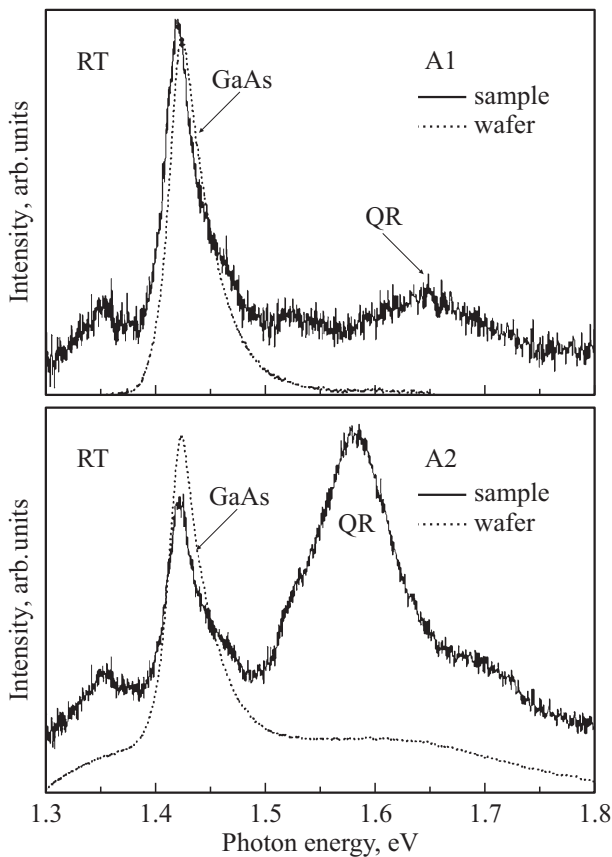 RT
A1
GaAs
sample
wafer
QR
Intensity, arb. units
RT
A2
sample
GaAs
wafer
QR
Intensity, arb. units
1.3 1.4 1.5 1.6 1.7 1.8
Photon energy, eV